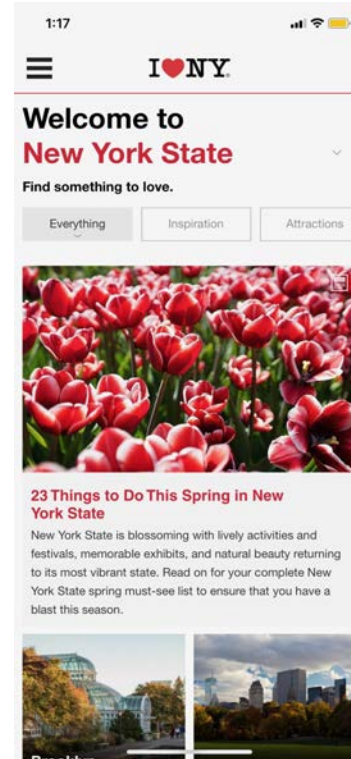 1:17
I NY
Welcome to
New York State
Find something to love.
Everything
Inspiration
Attractions
23 Things to Do This Spring in New
York State
New York State is blossoming with lively activities and
festivals, memorable exhibits, and natural beauty returning
to its most vibrant state. Read on for your complete New
York State spring must-see list to ensure that you have a
blast this season.
Brooklyn